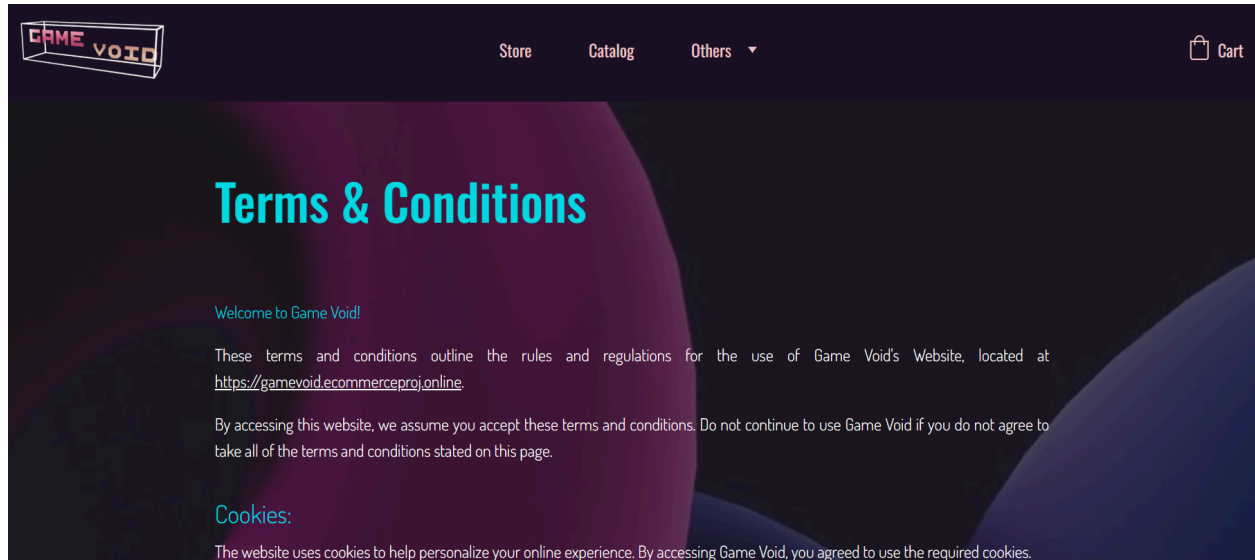 GAME VOID
Store
Catalog
Others
Cart
Terms & Conditions
Welcome to Game Void!
These terms and conditions outline the rules and regulations for the use of Game Void's Website, located at
https://gamevoid.ecommerceproj.online.
By accessing this website, we assume you accept these terms and conditions. Do not continue to use Game Void if you do not agree to
take all of the terms and conditions stated on this page.
Cookies:
The website uses cookies to help personalize your online experience. By accessing Game Void, you agreed to use the required cookies.